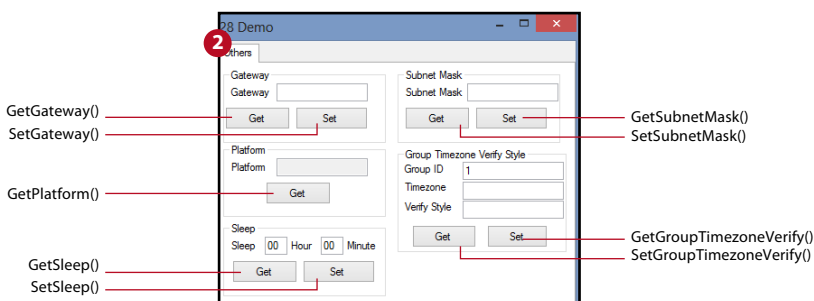 28 Demo
2
Others
Gateway
Gateway
Get Set
GetGateway()
SetGateway()
Platform
Platform
Get
GetPlatform()
Sleep
Sleep 00 Hour 00 Minute
Get Set
GetSleep()
SetSleep()
Subnet Mask
Subnet Mask
Get Set
GetSubnetMask()
SetSubnetMask()
Group Timezone Verify Style
Group ID 1
Timezone
Verify Style
Get Set
GetGroupTimezoneVerify()
SetGroupTimezoneVerify()